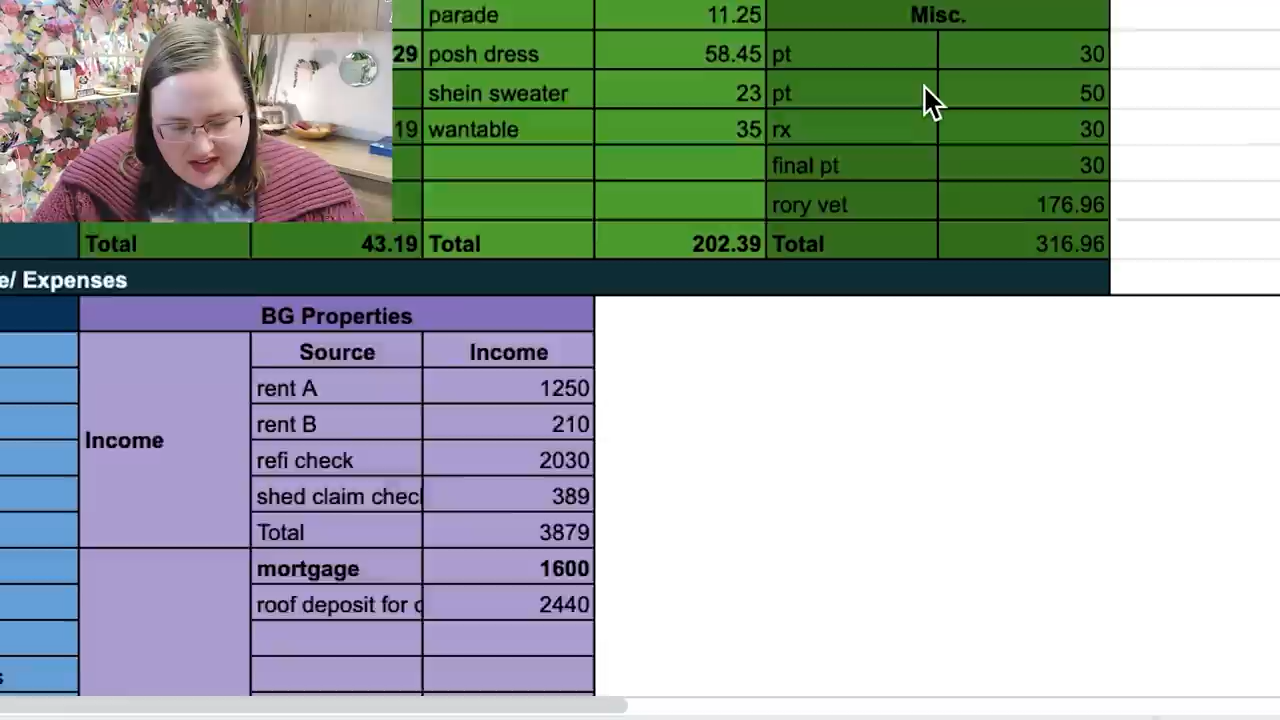 parade 11.25 Misc.
29 posh dress 58.45 pt 30
shein sweater 23 pt 50
19 wantable 35 rx 30
final pt 30
rory vet 176.96
Total 43.19 Total 202.39 Total 316.96
e/ Expenses
BG Properties
Source Income
rent A 1250
rent B 210
Income
refi check 2030
shed claim chec 389
Total 3879
mortgage 1600
roof deposit for 2440
s